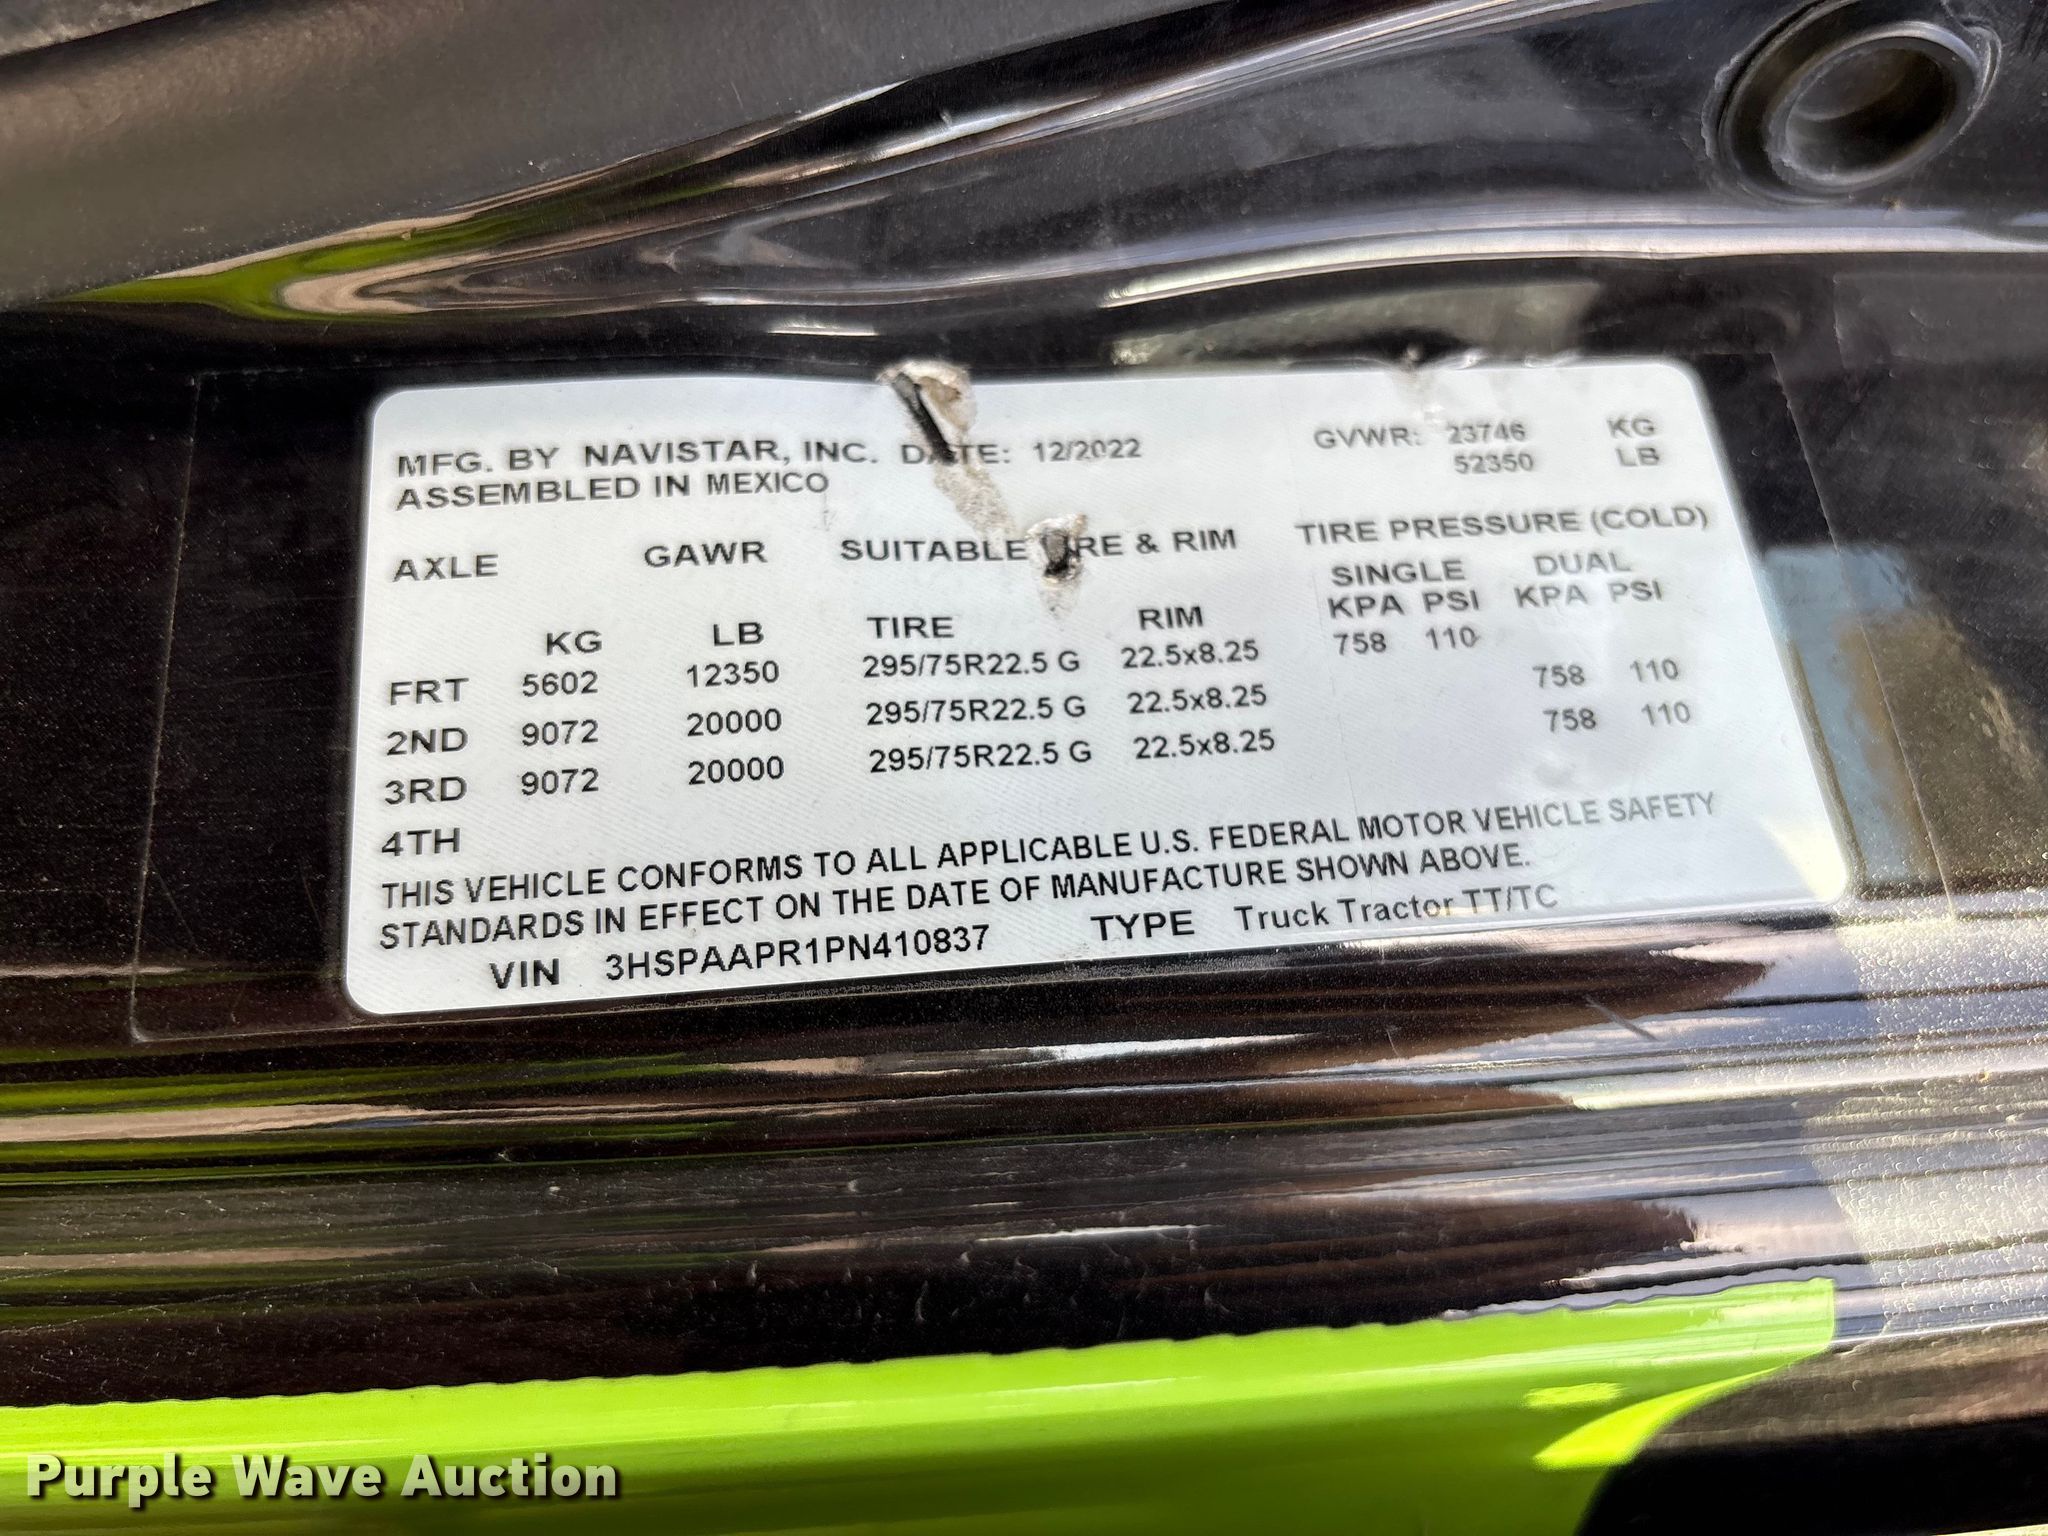 MFG. BY NAVISTAR, INC. DATE: 12/2022 GVWR: 23746 KG
ASSEMBLED IN MEXICO 52350 LB
AXLE GAWR SUITABLE & RIM TIRE PRESSURE (COLD)
SINGLE DUAL
KG LB TIRE RIM KPA PSI KPA PSI
FRT 5602 12350 295/75R22.5 G 22.5x8.25 758 110
2ND 9072 20000 295/75R22.5 G 22.5x8.25 758 110
3RD 9072 20000 295/75R22.5 G 22.5x8.25 758 110
4TH
THIS VEHICLE CONFORMS TO ALL APPLICABLE U.S. FEDERAL MOTOR VEHICLE SAFETY
STANDARDS IN EFFECT ON THE DATE OF MANUFACTURE SHOWN ABOVE.
VIN 3HSPAAPR1PN410837 TYPE Truck Tractor TT/TC
Purple Wave Auction